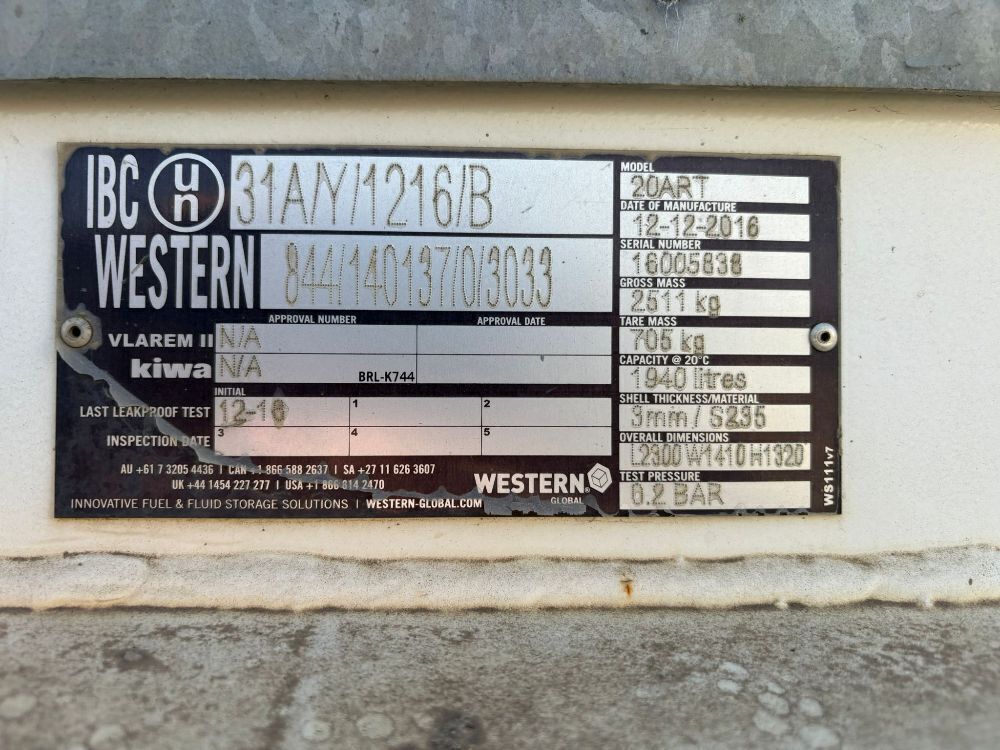 IBC un 31A/Y/1216/B
WESTERN 844/140137/0/3033
APPROVAL NUMBER APPROVAL DATE
VLAREM II N/A
kiwa N/A BRL-K744
INITIAL 1 2
LAST LEAKPROOF TEST 12-16
INSPECTION DATE 3 4 5
AU +61 7 3205 4436 | CAN +1 866 588 2637 | SA +27 11 626 3607
UK +44 1454 227 277 | USA +1 866 814 2470
INNOVATIVE FUEL & FLUID STORAGE SOLUTIONS | WESTERN-GLOBAL.COM
WESTERN
GLOBAL
MODEL
20ART
DATE OF MANUFACTURE
12-12-2016
SERIAL NUMBER
16005838
GROSS MASS
2511 kg
TARE MASS
705 kg
CAPACITY @ 20°C
1940 litres
SHELL THICKNESS/MATERIAL
3mm / S235
OVERALL DIMENSIONS
L2300 W1410 H1320
TEST PRESSURE
0.2 BAR
WS111v7